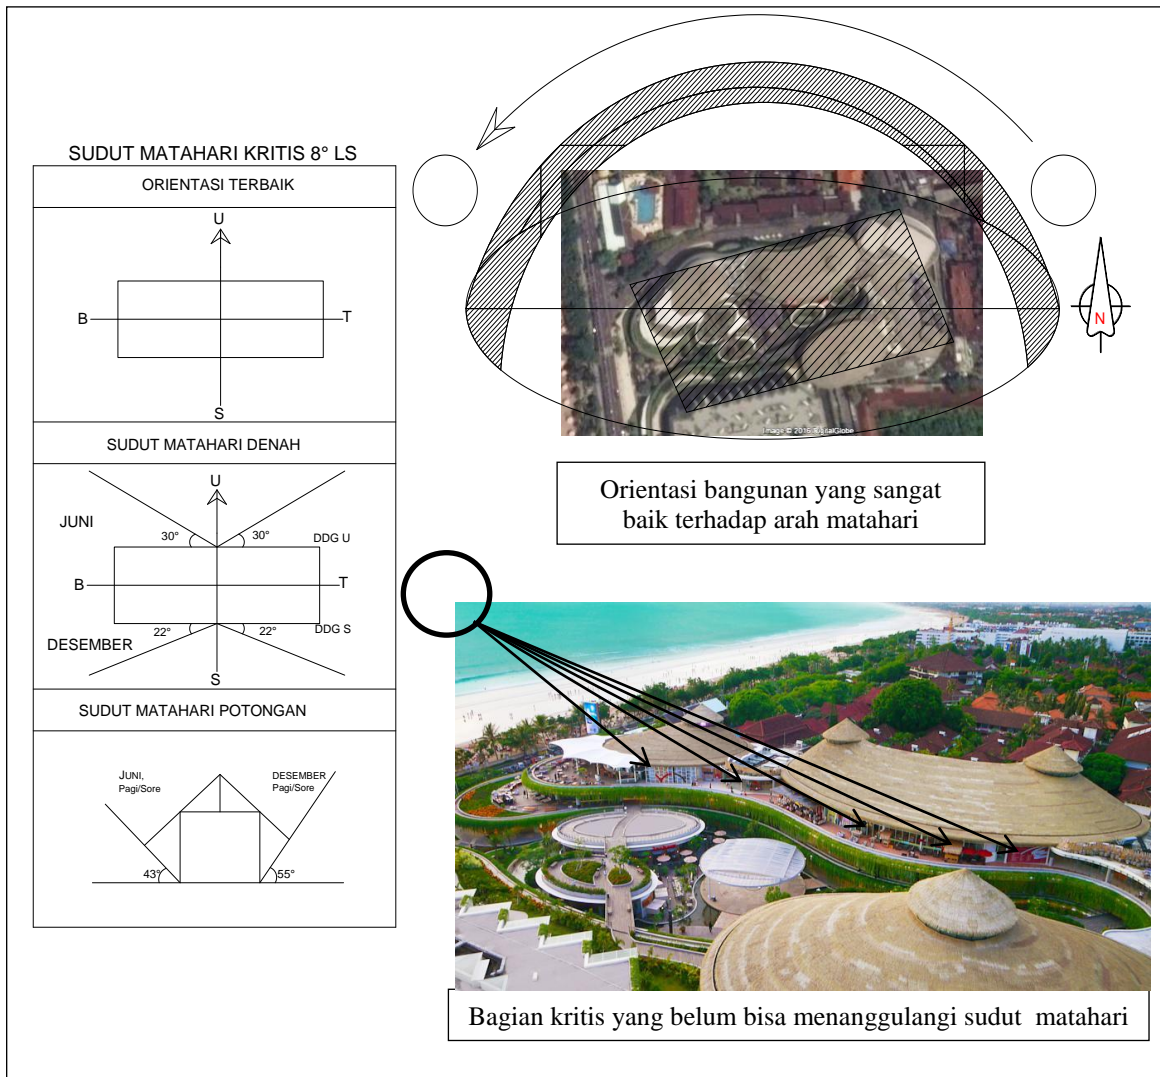 SUDUT MATAHARI KRITIS 8° LS
ORIENTASI TERBAIK
U
B
T
S
SUDUT MATAHARI DENAH
U
JUNI
30°
30°
DDG U
B
T
22°
22°
DDG S
DESEMBER
S
SUDUT MATAHARI POTONGAN
JUNI,
Pagi/Sore
DESEMBER
Pagi/Sore
43°
55°
N
Image © 2016 DigitalGlobe
Orientasi bangunan yang sangat
baik terhadap arah matahari
Bagian kritis yang belum bisa menanggulangi sudut matahari